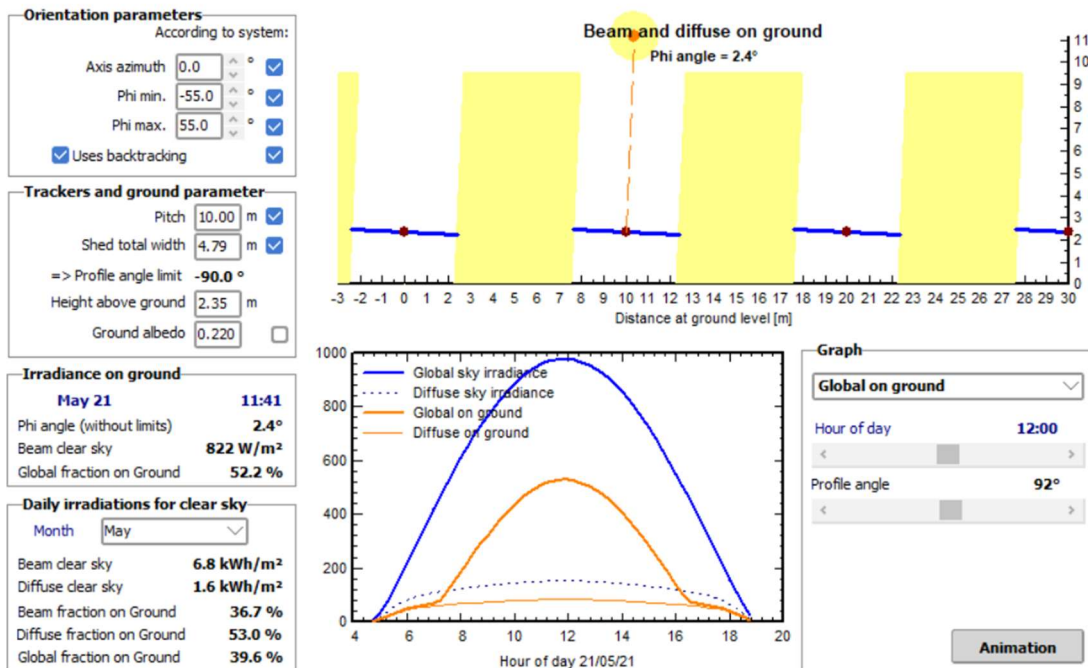 Orientation parameters
According to system:
Axis azimuth 0.0 °
Phi min. -55.0 °
Phi max. 55.0 °
Uses backtracking
Trackers and ground parameter
Pitch 10.00 m
Shed total width 4.79 m
=> Profile angle limit -90.0 °
Height above ground 2.35 m
Ground albedo 0.220
Irradiance on ground
May 21 11:41
Phi angle (without limits) 2.4°
Beam clear sky 822 W/m²
Global fraction on Ground 52.2 %
Daily irradiations for clear sky
Month May
Beam clear sky 6.8 kWh/m²
Diffuse clear sky 1.6 kWh/m²
Beam fraction on Ground 36.7 %
Diffuse fraction on Ground 53.0 %
Global fraction on Ground 39.6 %
Beam and diffuse on ground
Phi angle = 2.4°
11
10
9
8
7
6
5
4
3
2
1
0
-3 -2 -1 0 1 2 3 4 5 6 7 8 9 10 11 12 13 14 15 16 17 18 19 20 21 22 23 24 25 26 27 28 29 30
Distance at ground level [m]
1000
800
600
400
200
0
Global sky irradiance
Diffuse sky irradiance
Global on ground
Diffuse on ground
4 6 8 10 12 14 16 18 20
Hour of day 21/05/21
Graph
Global on ground
Hour of day 12:00
< >
Profile angle 92°
< >
Animation